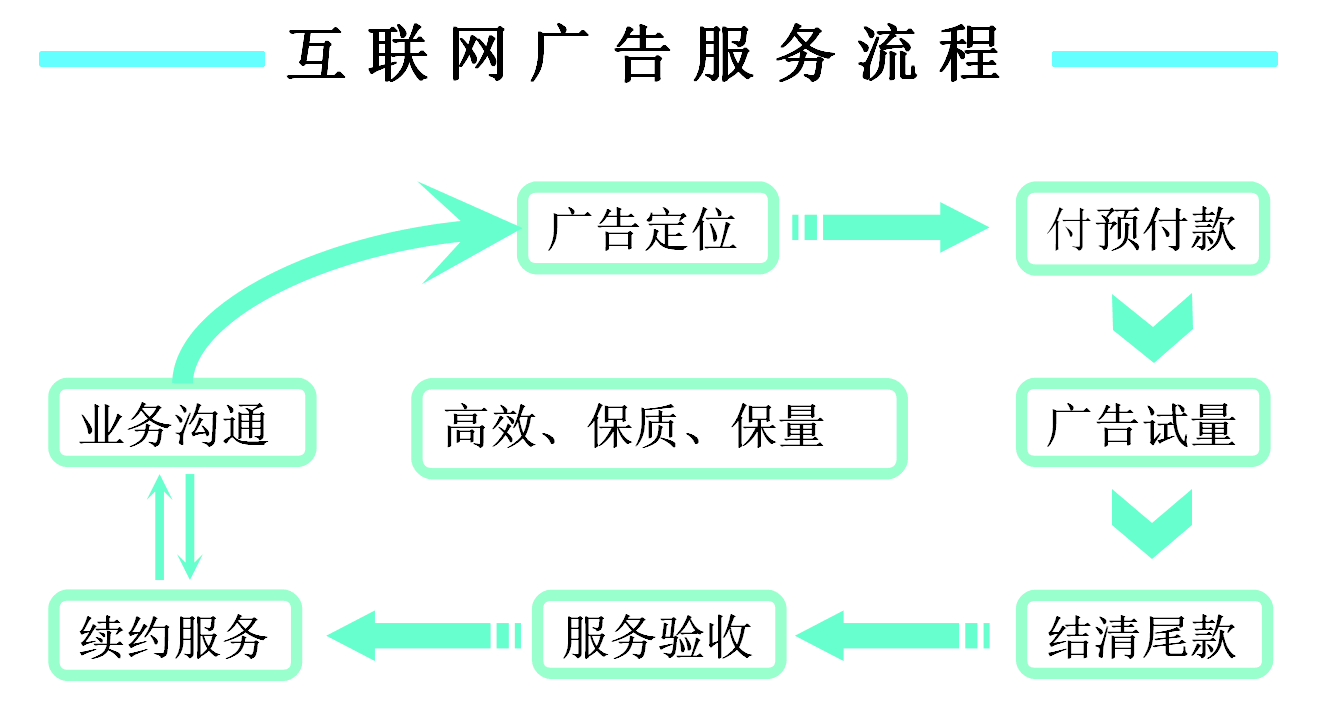 互联网广告服务流程
广告定位
付预付款
业务沟通
高效、保质、保量
广告试量
续约服务
服务验收
结清尾款